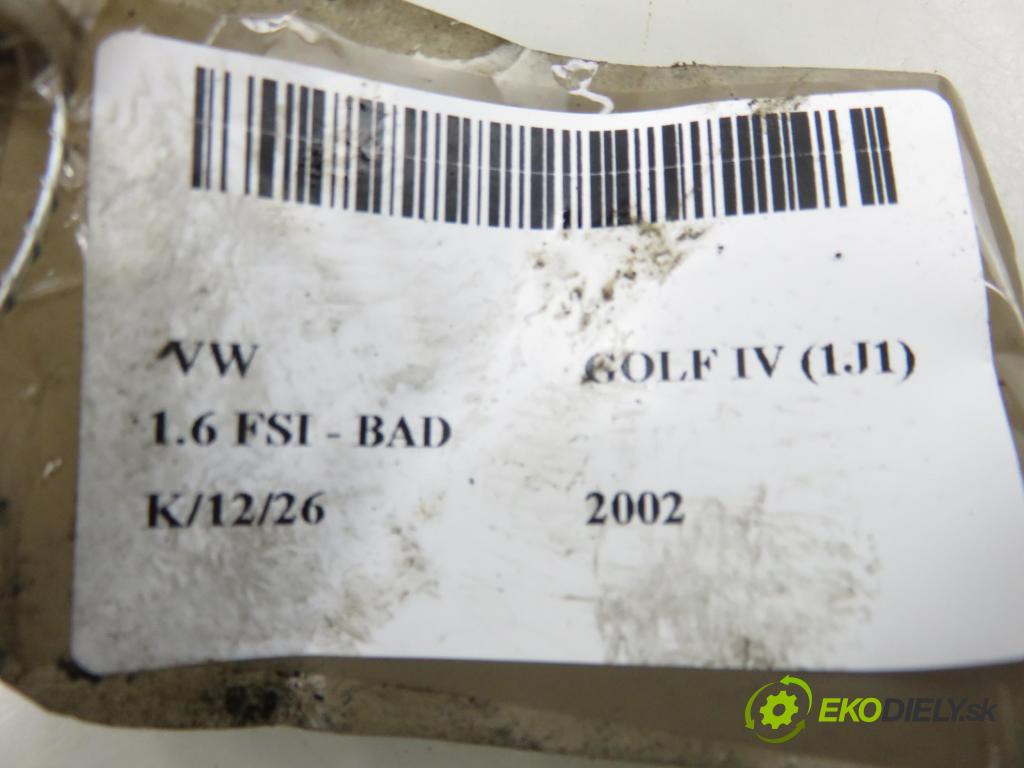 VW GOLF IV (1J1)
1.6 FSI - BAD
K/12/26 2002
EKODIELY.sk